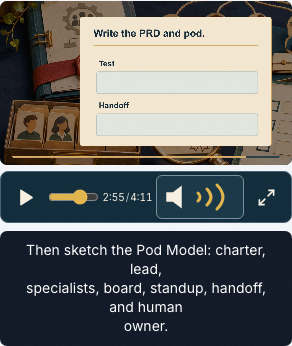 Write the PRD and pod.
Test
Handoff
2:55/4:11
Then sketch the Pod Model: charter,
lead,
specialists, board, standup, handoff,
and human
owner.